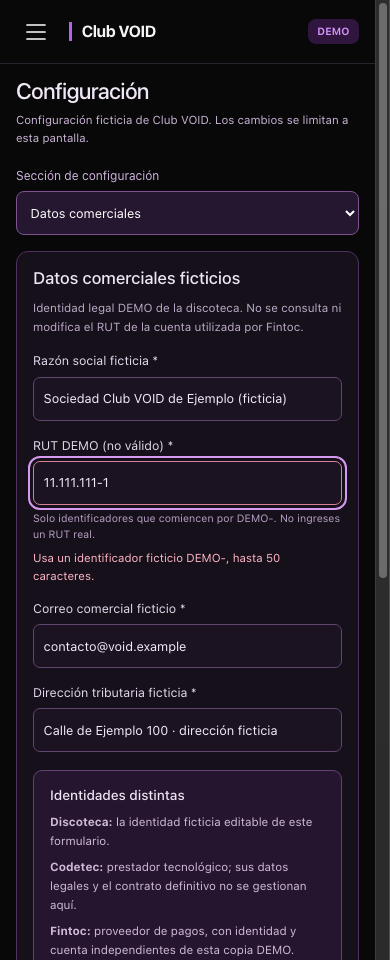 Club VOID
DEMO
Configuración
Configuración ficticia de Club VOID. Los cambios se limitan a
esta pantalla.
Sección de configuración
Datos comerciales
Datos comerciales ficticios
Identidad legal DEMO de la discoteca. No se consulta ni
modifica el RUT de la cuenta utilizada por Fintoc.
Razón social ficticia *
Sociedad Club VOID de Ejemplo (ficticia)
RUT DEMO (no válido) *
11.111.111-1
Solo identificadores que comiencen por DEMO-. No ingreses
un RUT real.
Usa un identificador ficticio DEMO-, hasta 50
caracteres.
Correo comercial ficticio *
contacto@void.example
Dirección tributaria ficticia *
Calle de Ejemplo 100 · dirección ficticia
Identidades distintas
Discoteca: la identidad ficticia editable de este
formulario.
Codetec: prestador tecnológico; sus datos
legales y el contrato definitivo no se gestionan
aquí.
Fintoc: proveedor de pagos, con identidad y
cuenta independientes de esta copia DEMO.